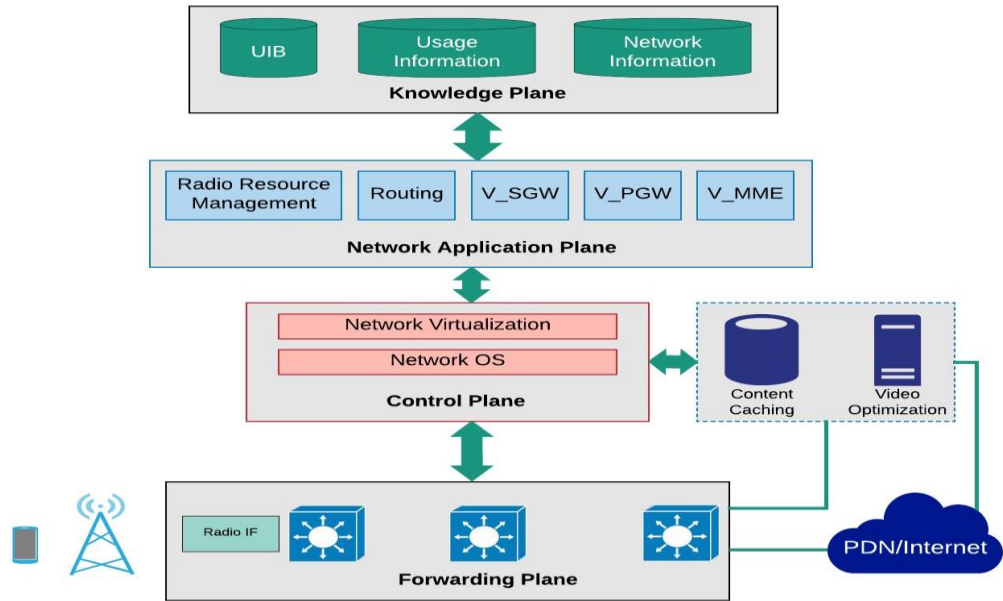 UIB
Usage
Information
Network
Information
Knowledge Plane
Radio Resource
Management
Routing
V_SGW
V_PGW
V_MME
Network Application Plane
Network Virtualization
Network OS
Control Plane
Content
Caching
Video
Optimization
Radio IF
Forwarding Plane
PDN/Internet